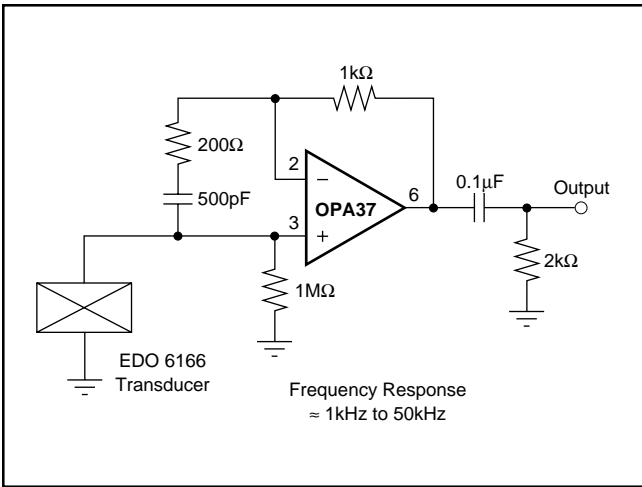 1kΩ
200Ω
500pF
2
3
6
−
+
OPA37
0.1µF
Output
2kΩ
1MΩ
EDO 6166
Transducer
Frequency Response
≈ 1kHz to 50kHz